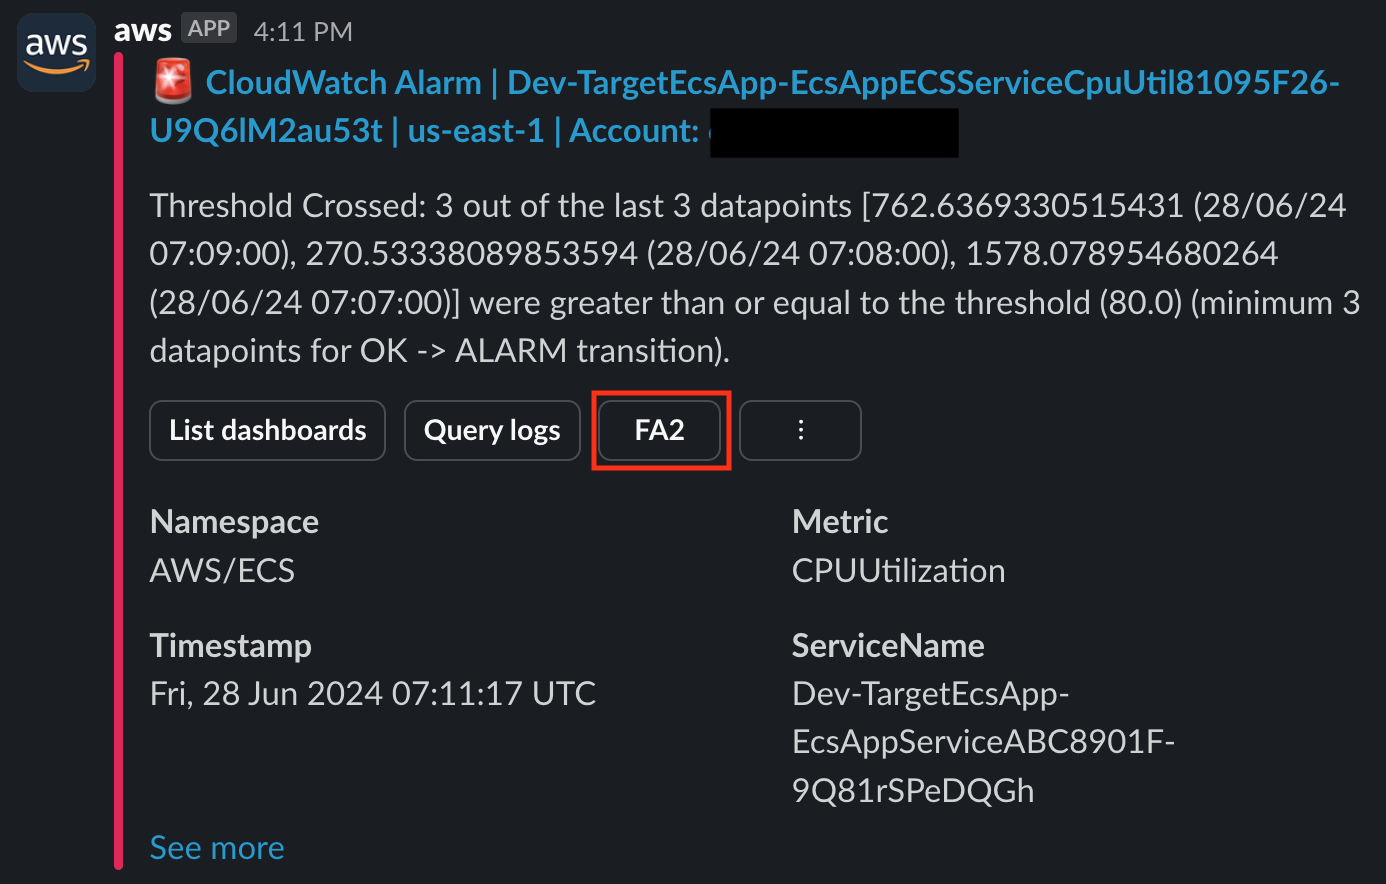 aws
aws APP 4:11 PM
CloudWatch Alarm | Dev-TargetEcsApp-EcsAppECSServiceCpuUtil81095F26-
U9Q6lM2au53t | us-east-1 | Account:
Threshold Crossed: 3 out of the last 3 datapoints [762.6369330515431 (28/06/24
07:09:00), 270.53338089853594 (28/06/24 07:08:00), 1578.078954680264
(28/06/24 07:07:00)] were greater than or equal to the threshold (80.0) (minimum 3
datapoints for OK -> ALARM transition).
List dashboards Query logs FA2 ⋮
Namespace Metric
AWS/ECS CPUUtilization
Timestamp ServiceName
Fri, 28 Jun 2024 07:11:17 UTC Dev-TargetEcsApp-
EcsAppServiceABC8901F-
9Q81rSPeDQGh
See more